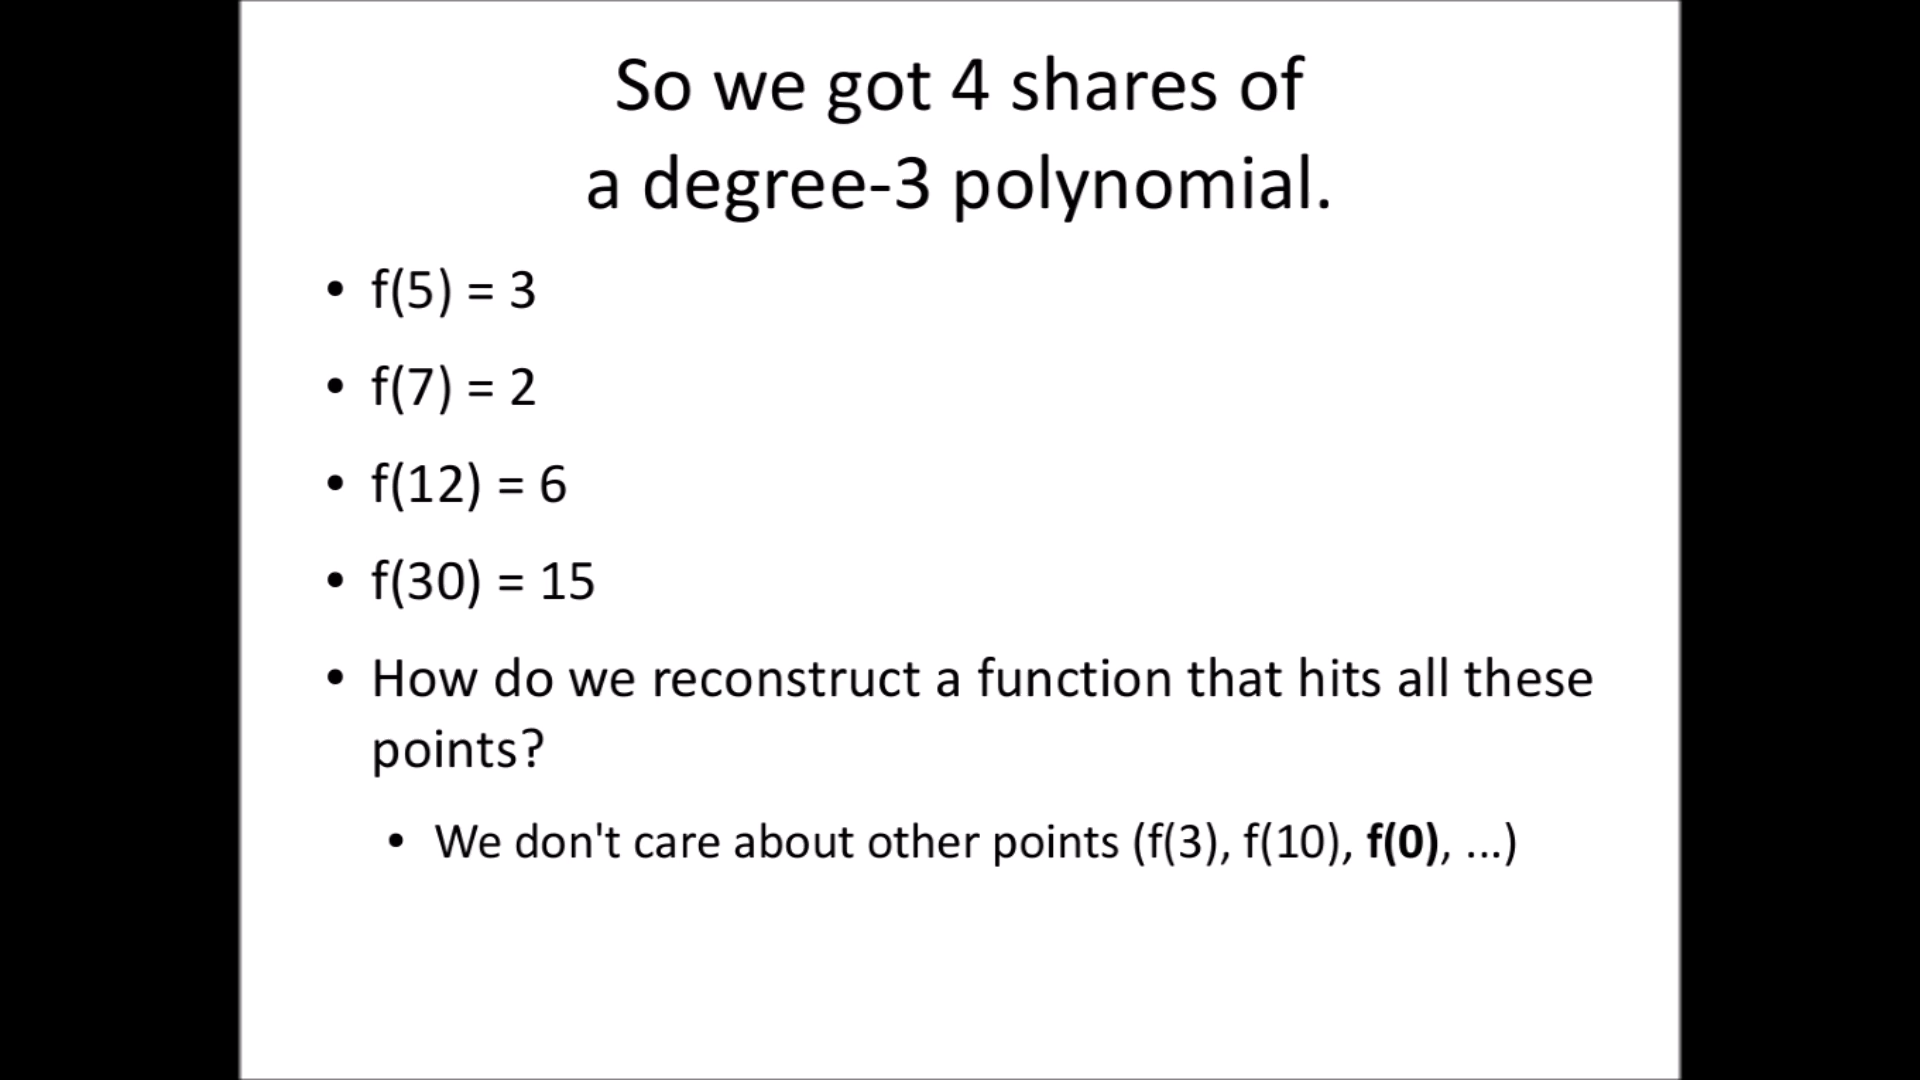 So we got 4 shares of
a degree-3 polynomial.
• f(5) = 3
• f(7) = 2
• f(12) = 6
• f(30) = 15
• How do we reconstruct a function that hits all these
points?
• We don't care about other points (f(3), f(10), f(0), ...)